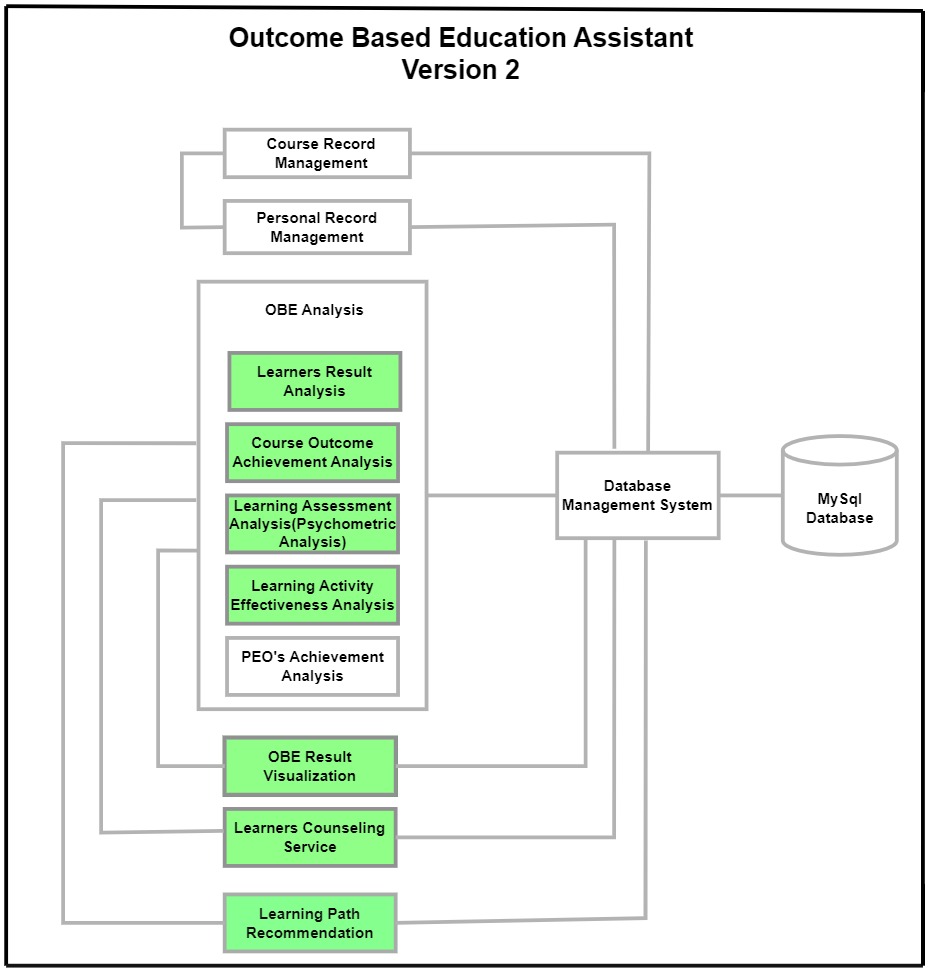 Outcome Based Education Assistant
Version 2
Course Record
Management
Personal Record
Management
OBE Analysis
Learners Result
Analysis
Course Outcome
Achievement Analysis
Learning Assessment
Analysis(Psychometric
Analysis)
Learning Activity
Effectiveness Analysis
PEO's Achievement
Analysis
Database
Management System
MySql
Database
OBE Result
Visualization
Learners Counseling
Service
Learning Path
Recommendation